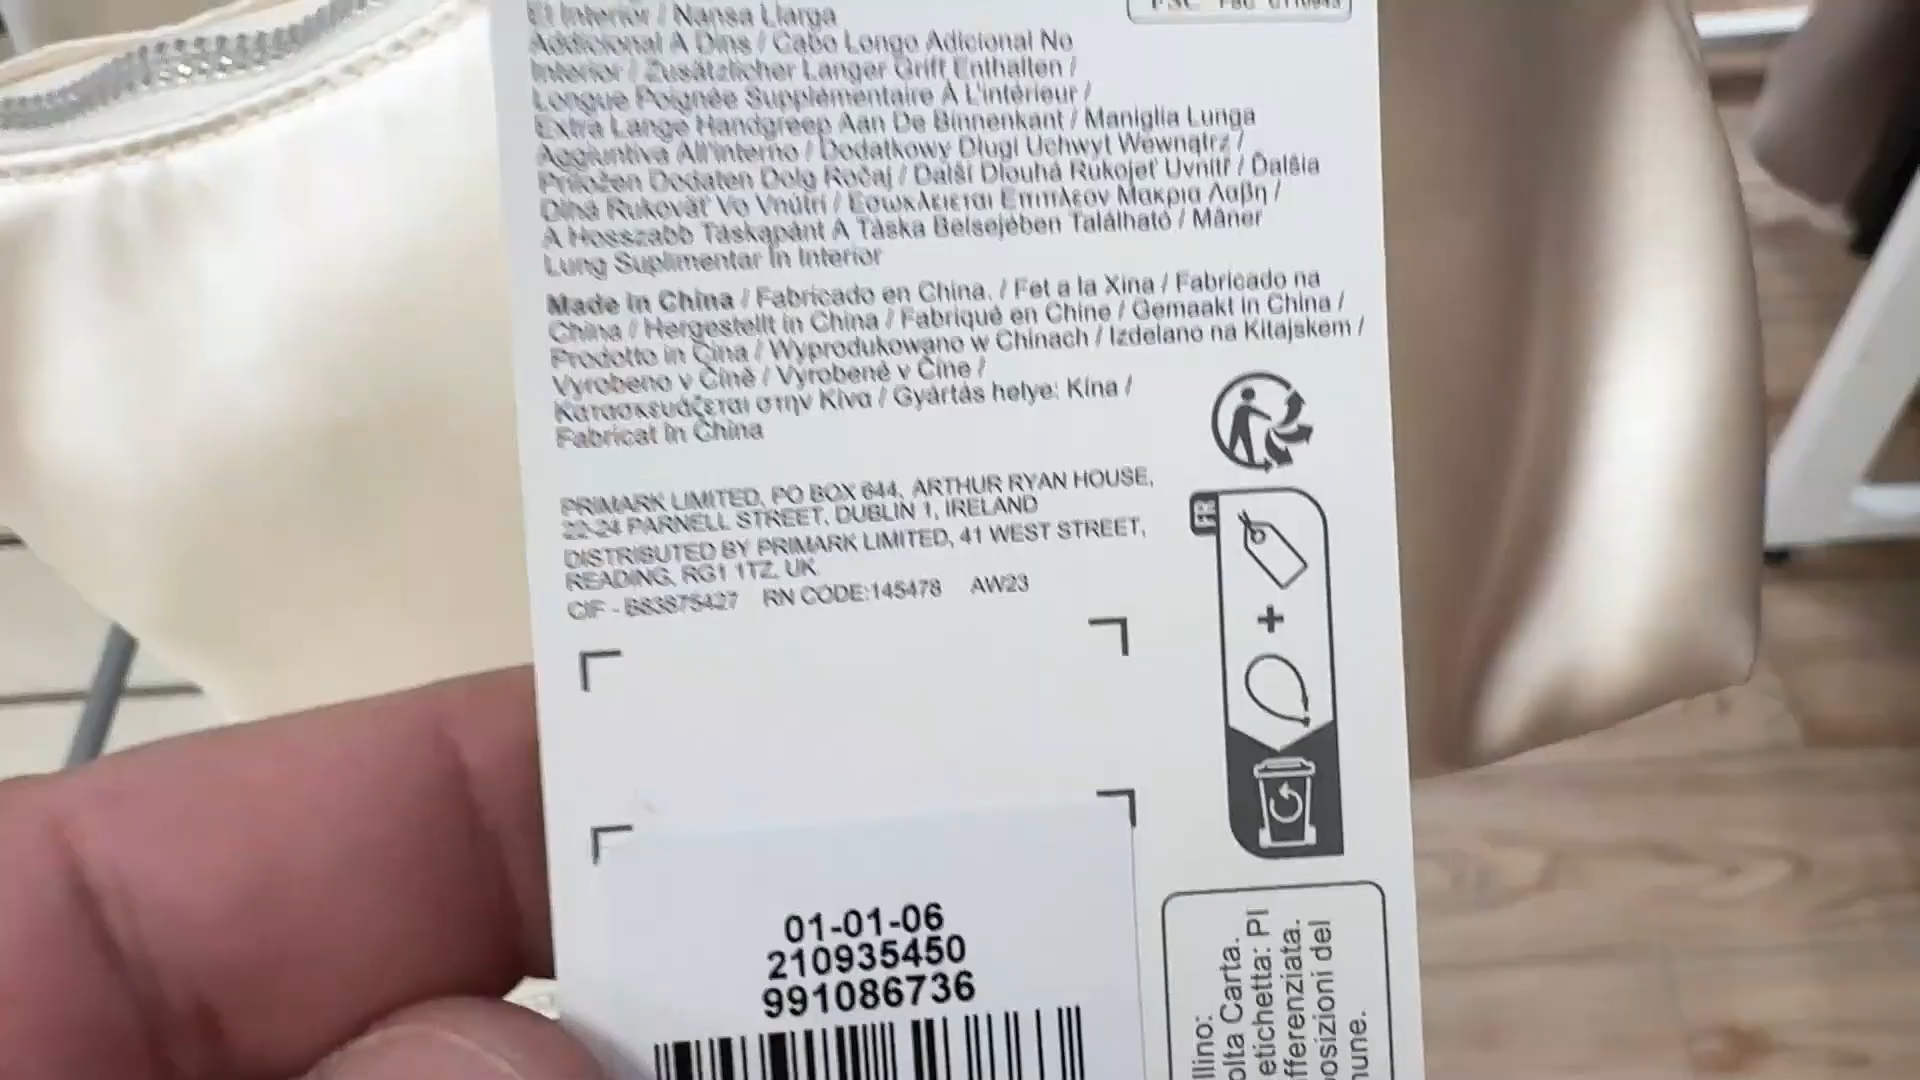 El Interior / Nansa Llarga
Addicional A Dins / Cabo Longo Adicional No
Interior / Zusätzlicher Langer Griff Enthalten /
Longue Poignée Supplémentaire À L'intérieur /
Extra Lange Handgreep Aan De Binnenkant / Maniglia Lunga
Aggiuntiva All'interno / Dodatkowy Długi Uchwyt Wewnątrz /
Priložen Dodaten Dolg Ročaj / Další Dlouhá Rukojeť Uvnitř / Ďalšia
Dlhá Rukoväť Vo Vnútri / Εσωκλειεται Επιπλεον Μακρια Λαβη /
A Hosszabb Táskapánt A Táska Belsejében Található / Mâner
Lung Suplimentar În Interior
Made in China / Fabricado en China. / Fet a la Xina / Fabricado na
China / Hergestellt in China / Fabriqué en Chine / Gemaakt in China /
Prodotto in Cina / Wyprodukowano w Chinach / Izdelano na Kitajskem /
Vyrobeno v Číně / Vyrobené v Číne /
Κατασκευάζεται στην Κίνα / Gyártás helye: Kína /
Fabricat în China
PRIMARK LIMITED, PO BOX 644, ARTHUR RYAN HOUSE,
22-24 PARNELL STREET, DUBLIN 1, IRELAND
DISTRIBUTED BY PRIMARK LIMITED, 41 WEST STREET,
READING, RG1 1TZ, UK
CIF - B83875427 RN CODE:145478 AW23
FR
01-01-06
210935450
991086736
llino:
olta Carta.
etichetta: PI
fferenziata.
osizioni del
mune.